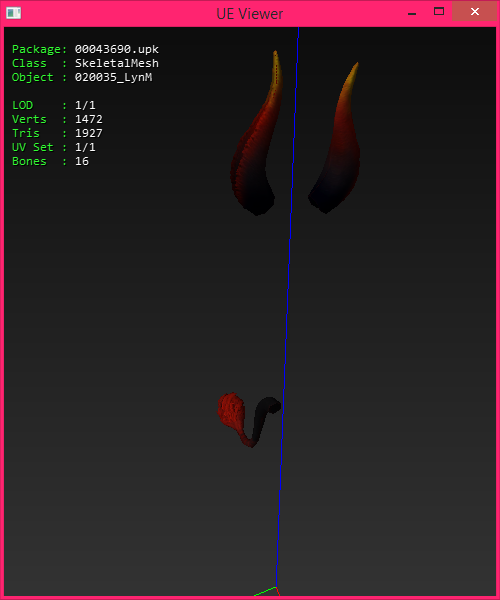 UE Viewer
Package: 00043690.upk
Class  : SkeletalMesh
Object : 020035_LynM
LOD    : 1/1
Verts  : 1472
Tris   : 1927
UV Set : 1/1
Bones  : 16